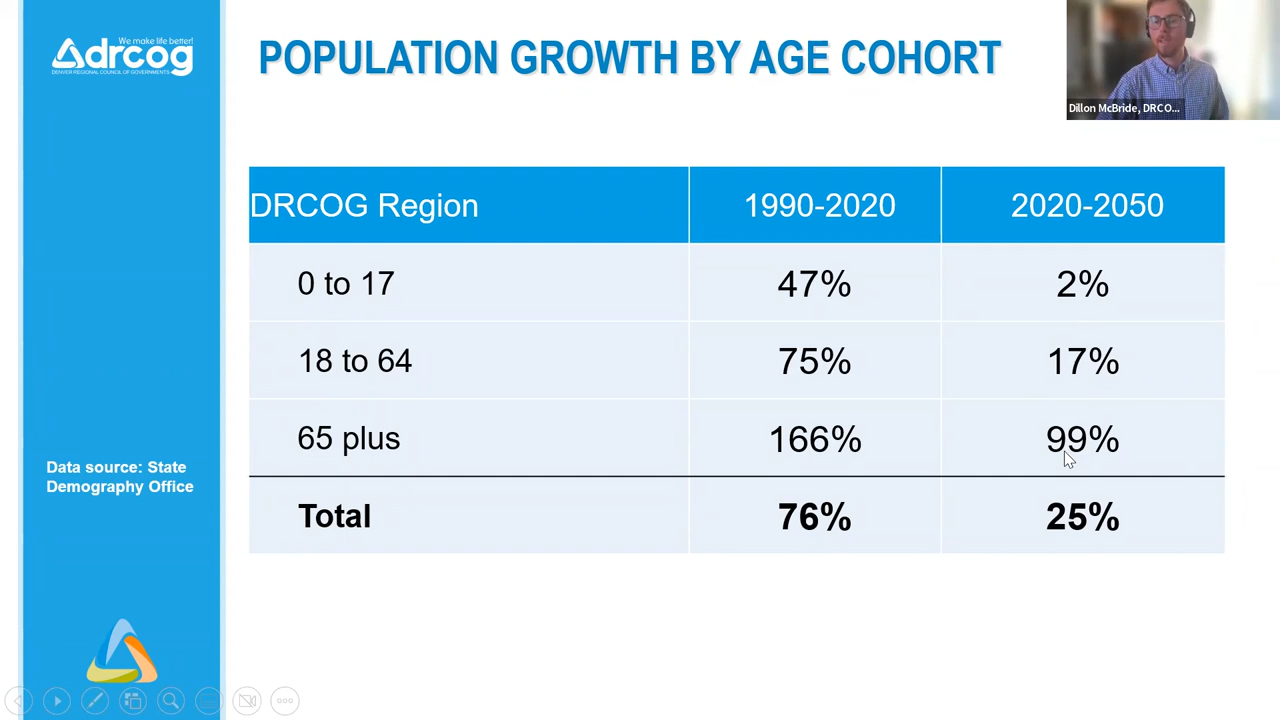 We make life better!
drcog
DENVER REGIONAL COUNCIL OF GOVERNMENTS
POPULATION GROWTH BY AGE COHORT
Dillon McBride, DRCO...
DRCOG Region 1990-2020 2020-2050
0 to 17 47% 2%
18 to 64 75% 17%
65 plus 166% 99%
Total 76% 25%
Data source: State
Demography Office